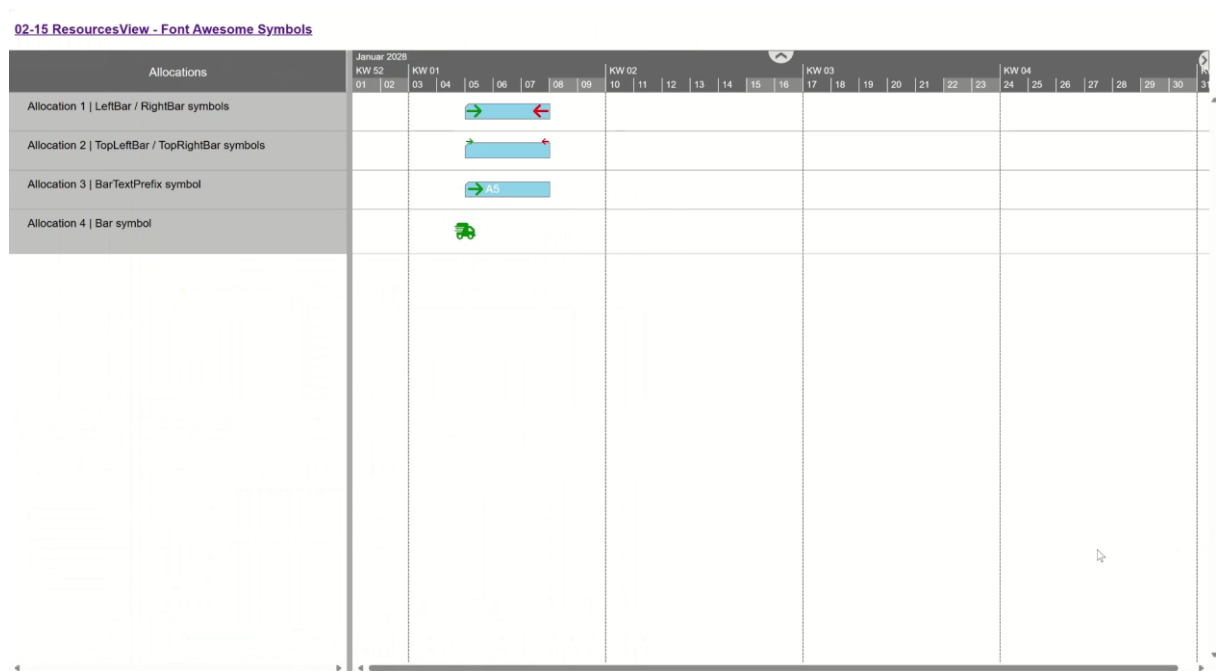 02-15 ResourcesView - Font Awesome Symbols
Allocations
Januar 2028
KW 52 KW 01 KW 02 KW 03 KW 04
01 02 03 04 05 06 07 08 09 10 11 12 13 14 15 16 17 18 19 20 21 22 23 24 25 26 27 28 29 30 31
Allocation 1 | LeftBar / RightBar symbols
Allocation 2 | TopLeftBar / TopRightBar symbols
Allocation 3 | BarTextPrefix symbol
A5
Allocation 4 | Bar symbol